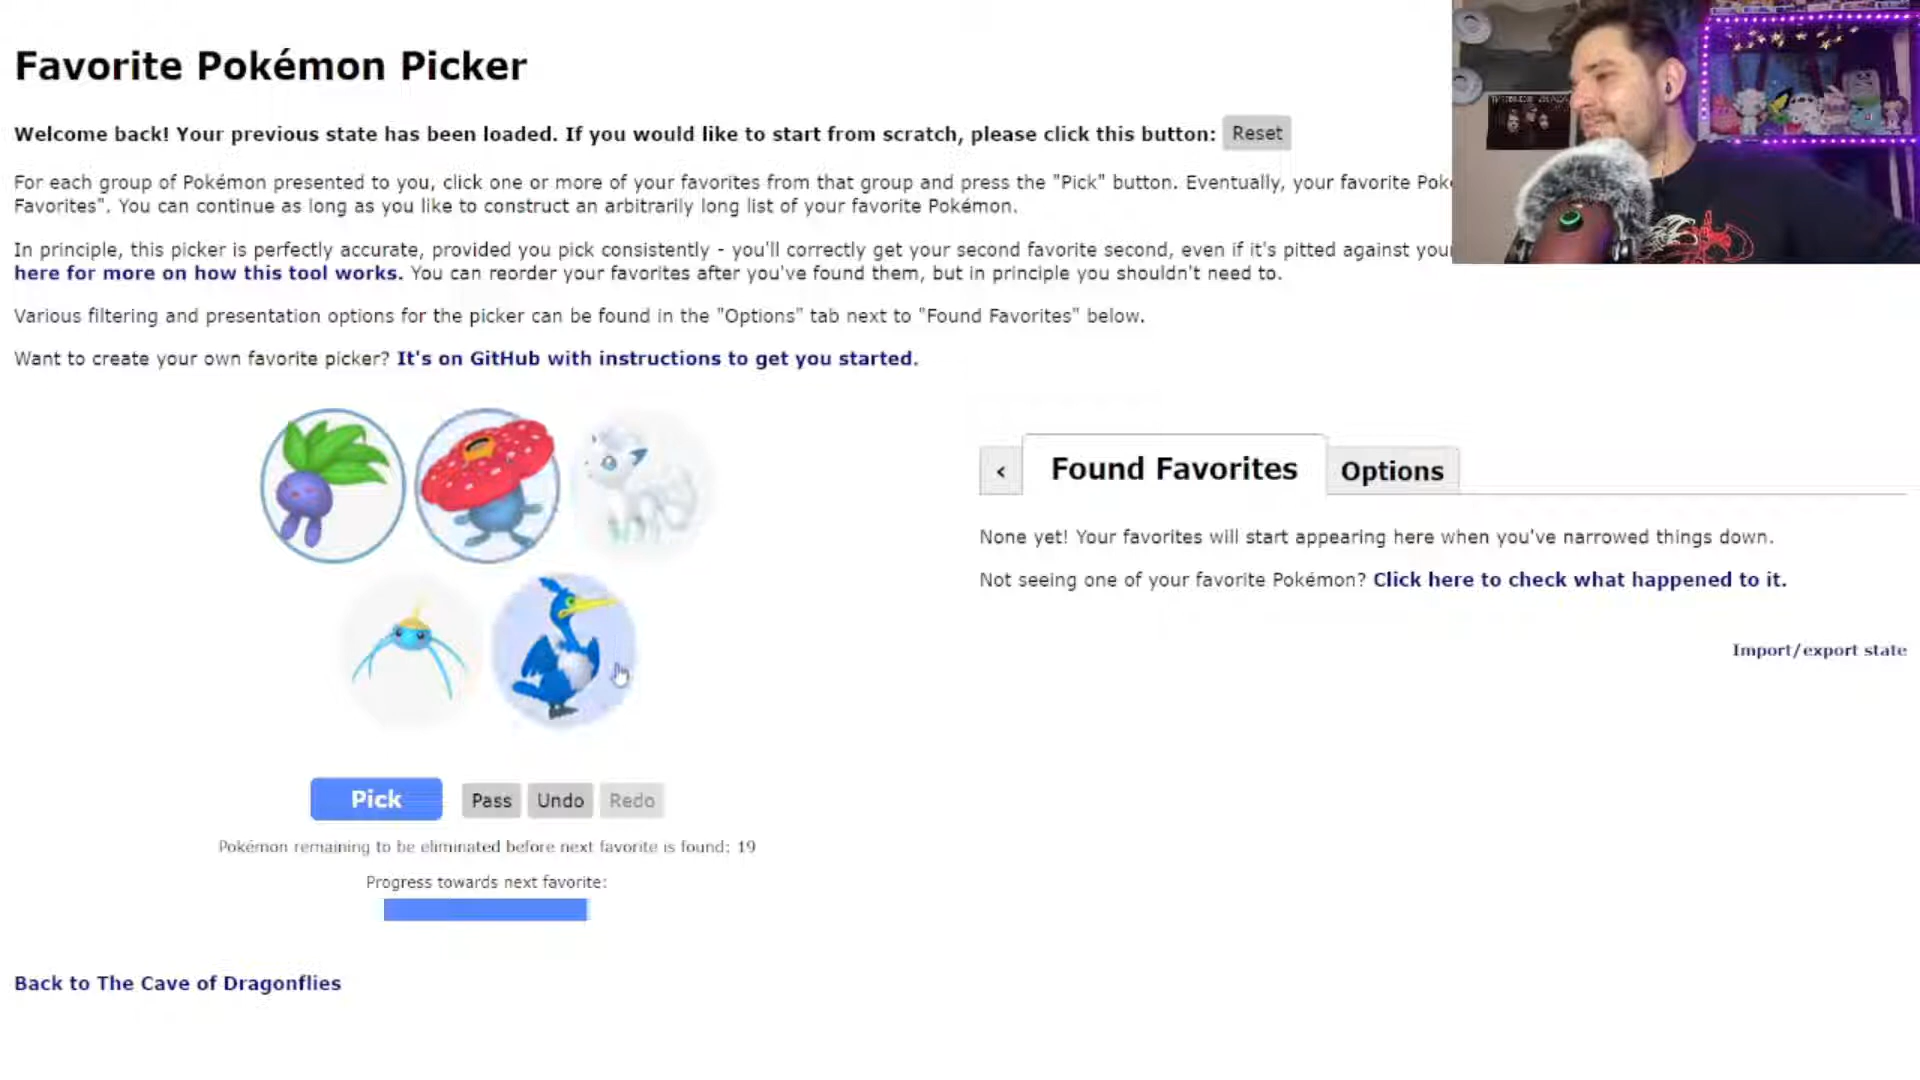 Favorite Pokémon Picker
Welcome back! Your previous state has been loaded. If you would like to start from scratch, please click this button: Reset
For each group of Pokémon presented to you, click one or more of your favorites from that group and press the "Pick" button. Eventually, your favorite
Favorites". You can continue as long as you like to construct an arbitrarily long list of your favorite Pokémon.
In principle, this picker is perfectly accurate, provided you pick consistently - you'll correctly get your second favorite second, even if it's pitted against
here for more on how this tool works. You can reorder your favorites after you've found them, but in principle you shouldn't need to.
Various filtering and presentation options for the picker can be found in the "Options" tab next to "Found Favorites" below.
Want to create your own favorite picker? It's on GitHub with instructions to get you started.
< Found Favorites Options
None yet! Your favorites will start appearing here when you've narrowed things down.
Not seeing one of your favorite Pokémon? Click here to check what happened to it.
Import/export state
Pick Pass Undo Redo
Pokémon remaining to be eliminated before next favorite is found: 19
Progress towards next favorite:
Back to The Cave of Dragonflies